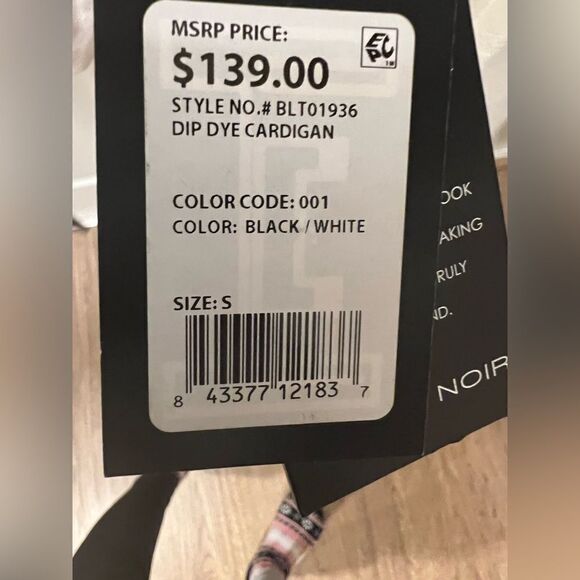 MSRP PRICE:
$139.00
STYLE NO.# BLT01936
DIP DYE CARDIGAN
COLOR CODE: 001
COLOR: BLACK / WHITE
SIZE: S
8 43377 12183 7
OOK
AKING
RULY
ND.
NOIR